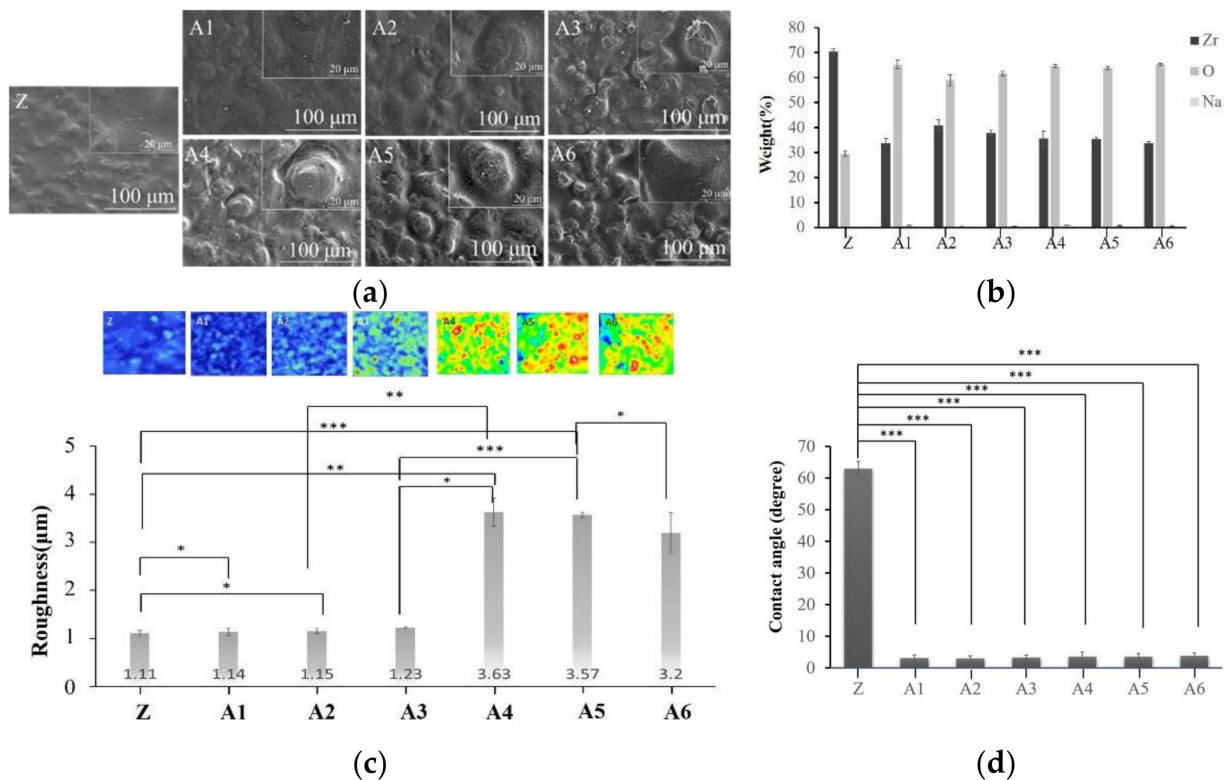 A1
20 μm
100 μm
A2
20 μm
100 μm
A3
20 μm
100 μm
Z
20 μm
100 μm
A4
20 μm
100 μm
A5
20 μm
100 μm
A6
20 μm
100 μm
(a)
80
70
60
50
40
30
20
10
0
Weight(%)
Z A1 A2 A3 A4 A5 A6
Zr
O
Na
(b)
Z A1 A2 A3 A4 A5 A6
**
***
*
**
***
*
*
*
5
4
3
2
1
0
Roughness(μm)
1.11 1.14 1.15 1.23 3.63 3.57 3.2
Z A1 A2 A3 A4 A5 A6
(c)
***
***
***
***
***
***
70
60
50
40
30
20
10
0
Contact angle (degree)
Z A1 A2 A3 A4 A5 A6
(d)